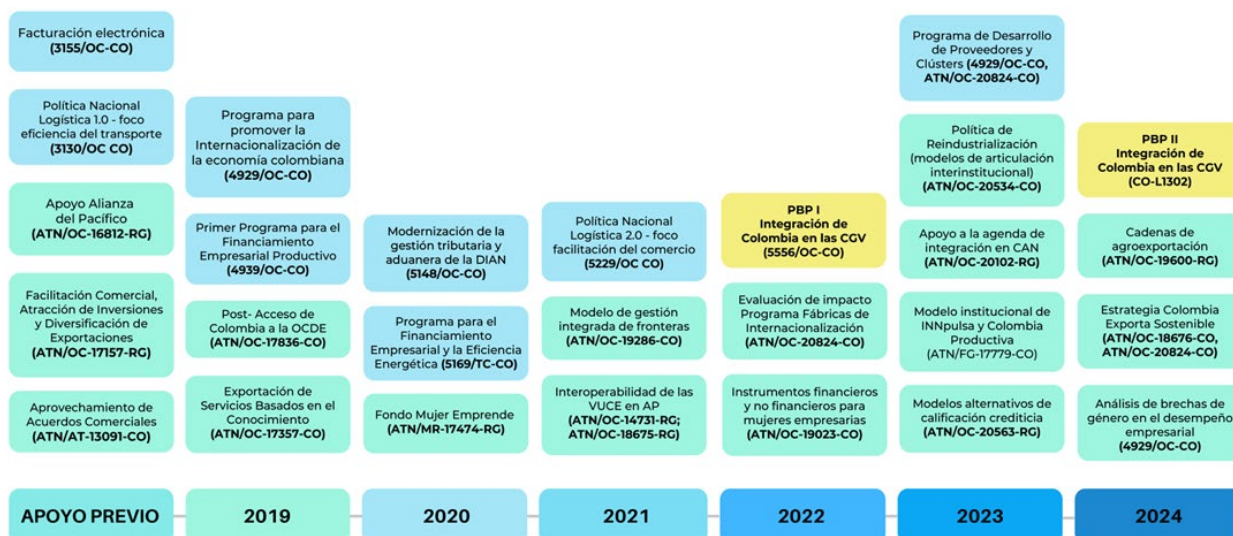 Facturación electrónica
(3155/OC-CO)
Política Nacional
Logística 1.0 - foco
eficiencia del transporte
(3130/OC CO)
Apoyo Alianza
del Pacífico
(ATN/OC-16812-RG)
Facilitación Comercial,
Atracción de Inversiones
y Diversificación de
Exportaciones
(ATN/OC-17157-RG)
Aprovechamiento de
Acuerdos Comerciales
(ATN/AT-13091-CO)
APOYO PREVIO
Programa para
promover la
Internacionalización de
la economía colombiana
(4929/OC-CO)
Primer Programa para el
Financiamiento
Empresarial Productivo
(4939/OC-CO)
Post- Acceso de
Colombia a la OCDE
(ATN/OC-17836-CO)
Exportación de
Servicios Basados en el
Conocimiento
(ATN/OC-17357-CO)
2019
Modernización de la
gestión tributaria y
aduanera de la DIAN
(5148/OC-CO)
Programa para el
Financiamiento
Empresarial y la Eficiencia
Energética (5169/TC-CO)
Fondo Mujer Emprende
(ATN/MR-17474-RG)
2020
Política Nacional
Logística 2.0 - foco
facilitación del comercio
(5229/OC CO)
Modelo de gestión
integrada de fronteras
(ATN/OC-19286-CO)
Interoperabilidad de las
VUCE en AP
(ATN/OC-14731-RG;
ATN/OC-18675-RG)
2021
PBP I
Integración de
Colombia en las CGV
(5556/OC-CO)
Evaluación de impacto
Programa Fábricas de
Internacionalización
(ATN/OC-20824-CO)
Instrumentos financieros
y no financieros para
mujeres empresarias
(ATN/OC-19023-CO)
2022
Programa de Desarrollo
de Proveedores y
Clústers (4929/OC-CO,
ATN/OC-20824-CO)
Política de
Reindustrialización
(modelos de articulación
interinstitucional)
(ATN/OC-20534-CO)
Apoyo a la agenda de
integración en CAN
(ATN/OC-20102-RG)
Modelo institucional de
INNpulsa y Colombia
Productiva
(ATN/FG-17779-CO)
Modelos alternativos de
calificación crediticia
(ATN/OC-20563-RG)
2023
PBP II
Integración de
Colombia en las CGV
(CO-L1302)
Cadenas de
agroexportación
(ATN/OC-19600-RG)
Estrategia Colombia
Exporta Sostenible
(ATN/OC-18676-CO,
ATN/OC-20824-CO)
Análisis de brechas de
género en el desempeño
empresarial
(4929/OC-CO)
2024